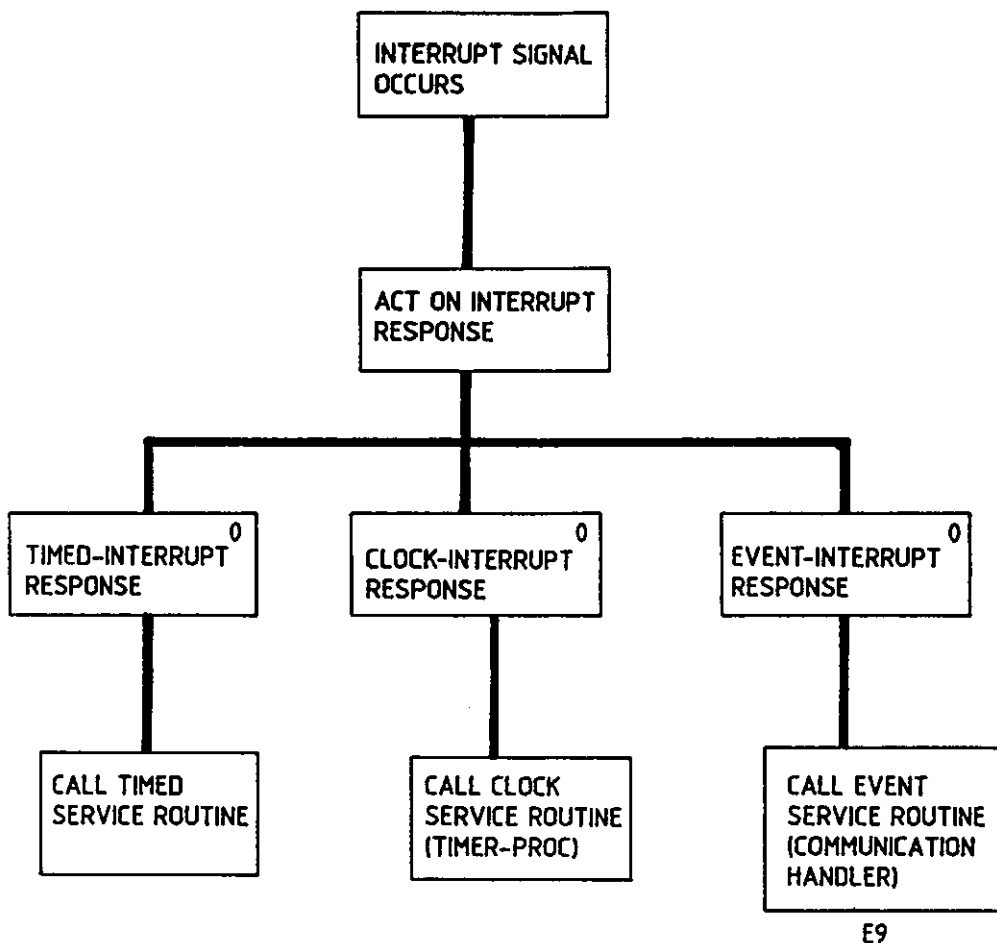 INTERRUPT SIGNAL
OCCURS
ACT ON INTERRUPT
RESPONSE
0
TIMED-INTERRUPT
RESPONSE
0
CLOCK-INTERRUPT
RESPONSE
0
EVENT-INTERRUPT
RESPONSE
CALL TIMED
SERVICE ROUTINE
CALL CLOCK
SERVICE ROUTINE
(TIMER-PROC)
CALL EVENT
SERVICE ROUTINE
(COMMUNICATION
HANDLER)
E9